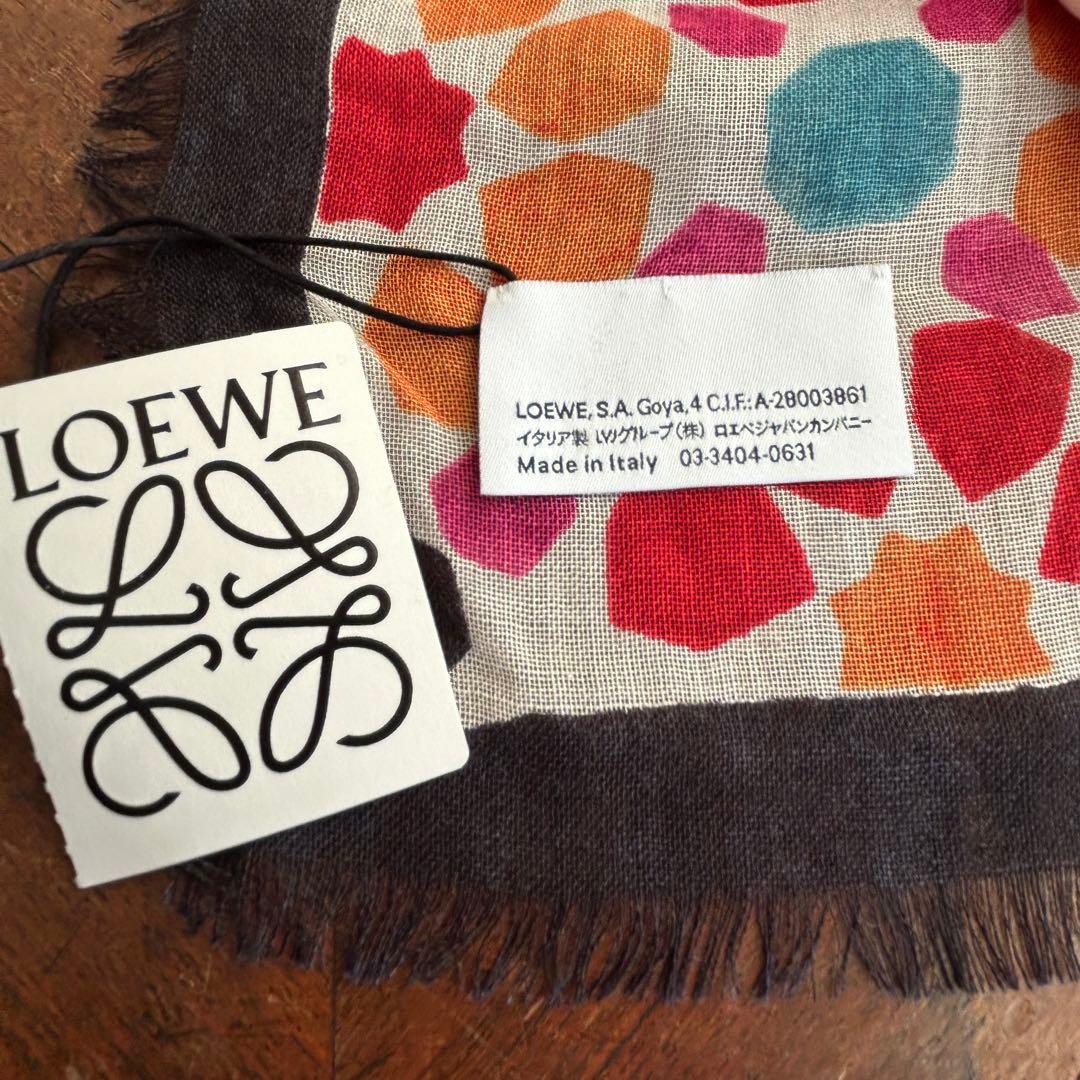 LOEWE
LOEWE, S.A. Goya, 4 C.I.F.: A-28003861
イタリア製 LVJグループ(株) ロエベジャパンカンパニー
Made in Italy 03-3404-0631